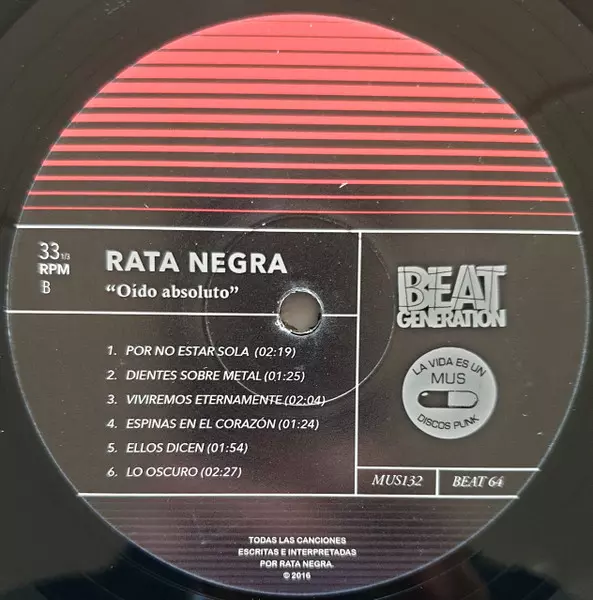 33 1/3
RPM
B
RATA NEGRA
“Oido absoluto”
1. POR NO ESTAR SOLA (02:19)
2. DIENTES SOBRE METAL (01:25)
3. VIVIREMOS ETERNAMENTE (02:04)
4. ESPINAS EN EL CORAZÓN (01:24)
5. ELLOS DICEN (01:54)
6. LO OSCURO (02:27)
BEAT
GENERATION
LA VIDA ES UN
MUS
DISCOS PUNK
MUS132
BEAT 64
TODAS LAS CANCIONES
ESCRITAS E INTERPRETADAS
POR RATA NEGRA.
© 2016